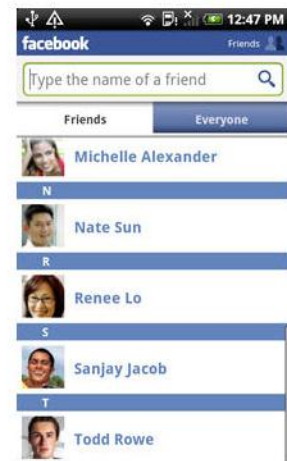 12:47 PM
facebook Friends
Type the name of a friend
Friends Everyone
Michelle Alexander
N
Nate Sun
R
Renee Lo
S
Sanjay Jacob
T
Todd Rowe